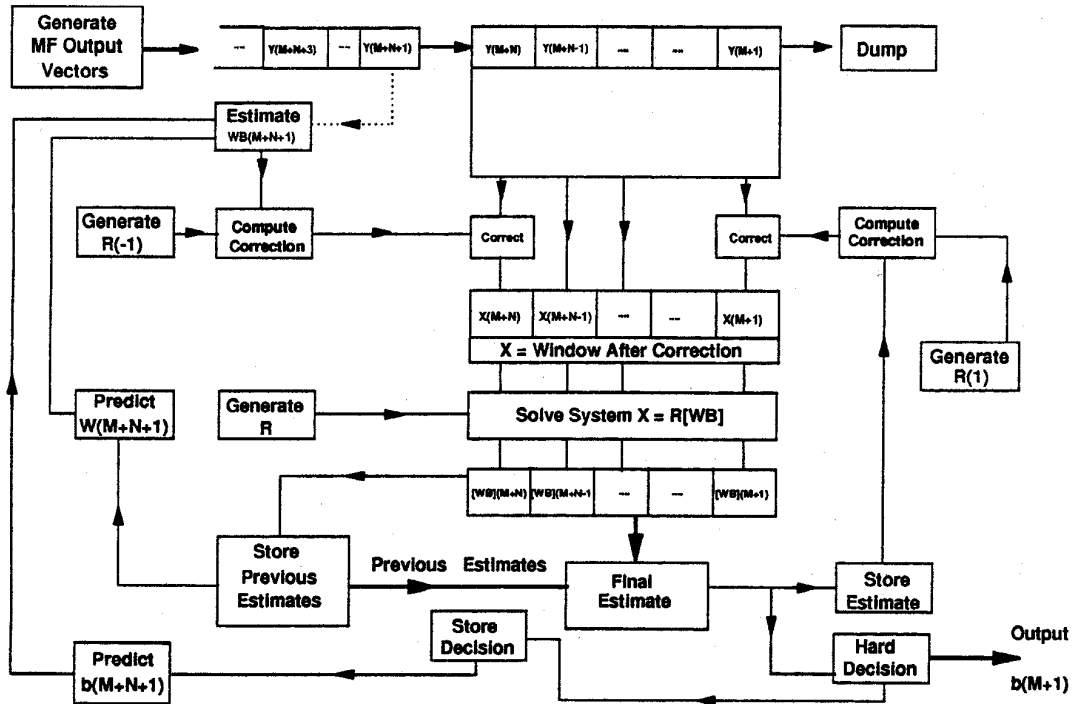 Generate
MF Output
Vectors
---
Y(M+N+3)
---
Y(M+N+1)
Y(M+N)
Y(M+N-1)
---
---
Y(M+1)
Dump
Estimate
WB(M+N+1)
Generate
R(-1)
Compute
Correction
Correct
Correct
Compute
Correction
X(M+N)
X(M+N-1)
---
---
X(M+1)
X = Window After Correction
Generate
R(1)
Predict
W(M+N+1)
Generate
R
Solve System X = R[WB]
[WB](M+N)
[WB](M+N-1
---
---
[WB](M+1)
Store
Previous
Estimates
Previous Estimates
Final
Estimate
Store
Estimate
Store
Decision
Hard
Decision
Output
b(M+1)
Predict
b(M+N+1)